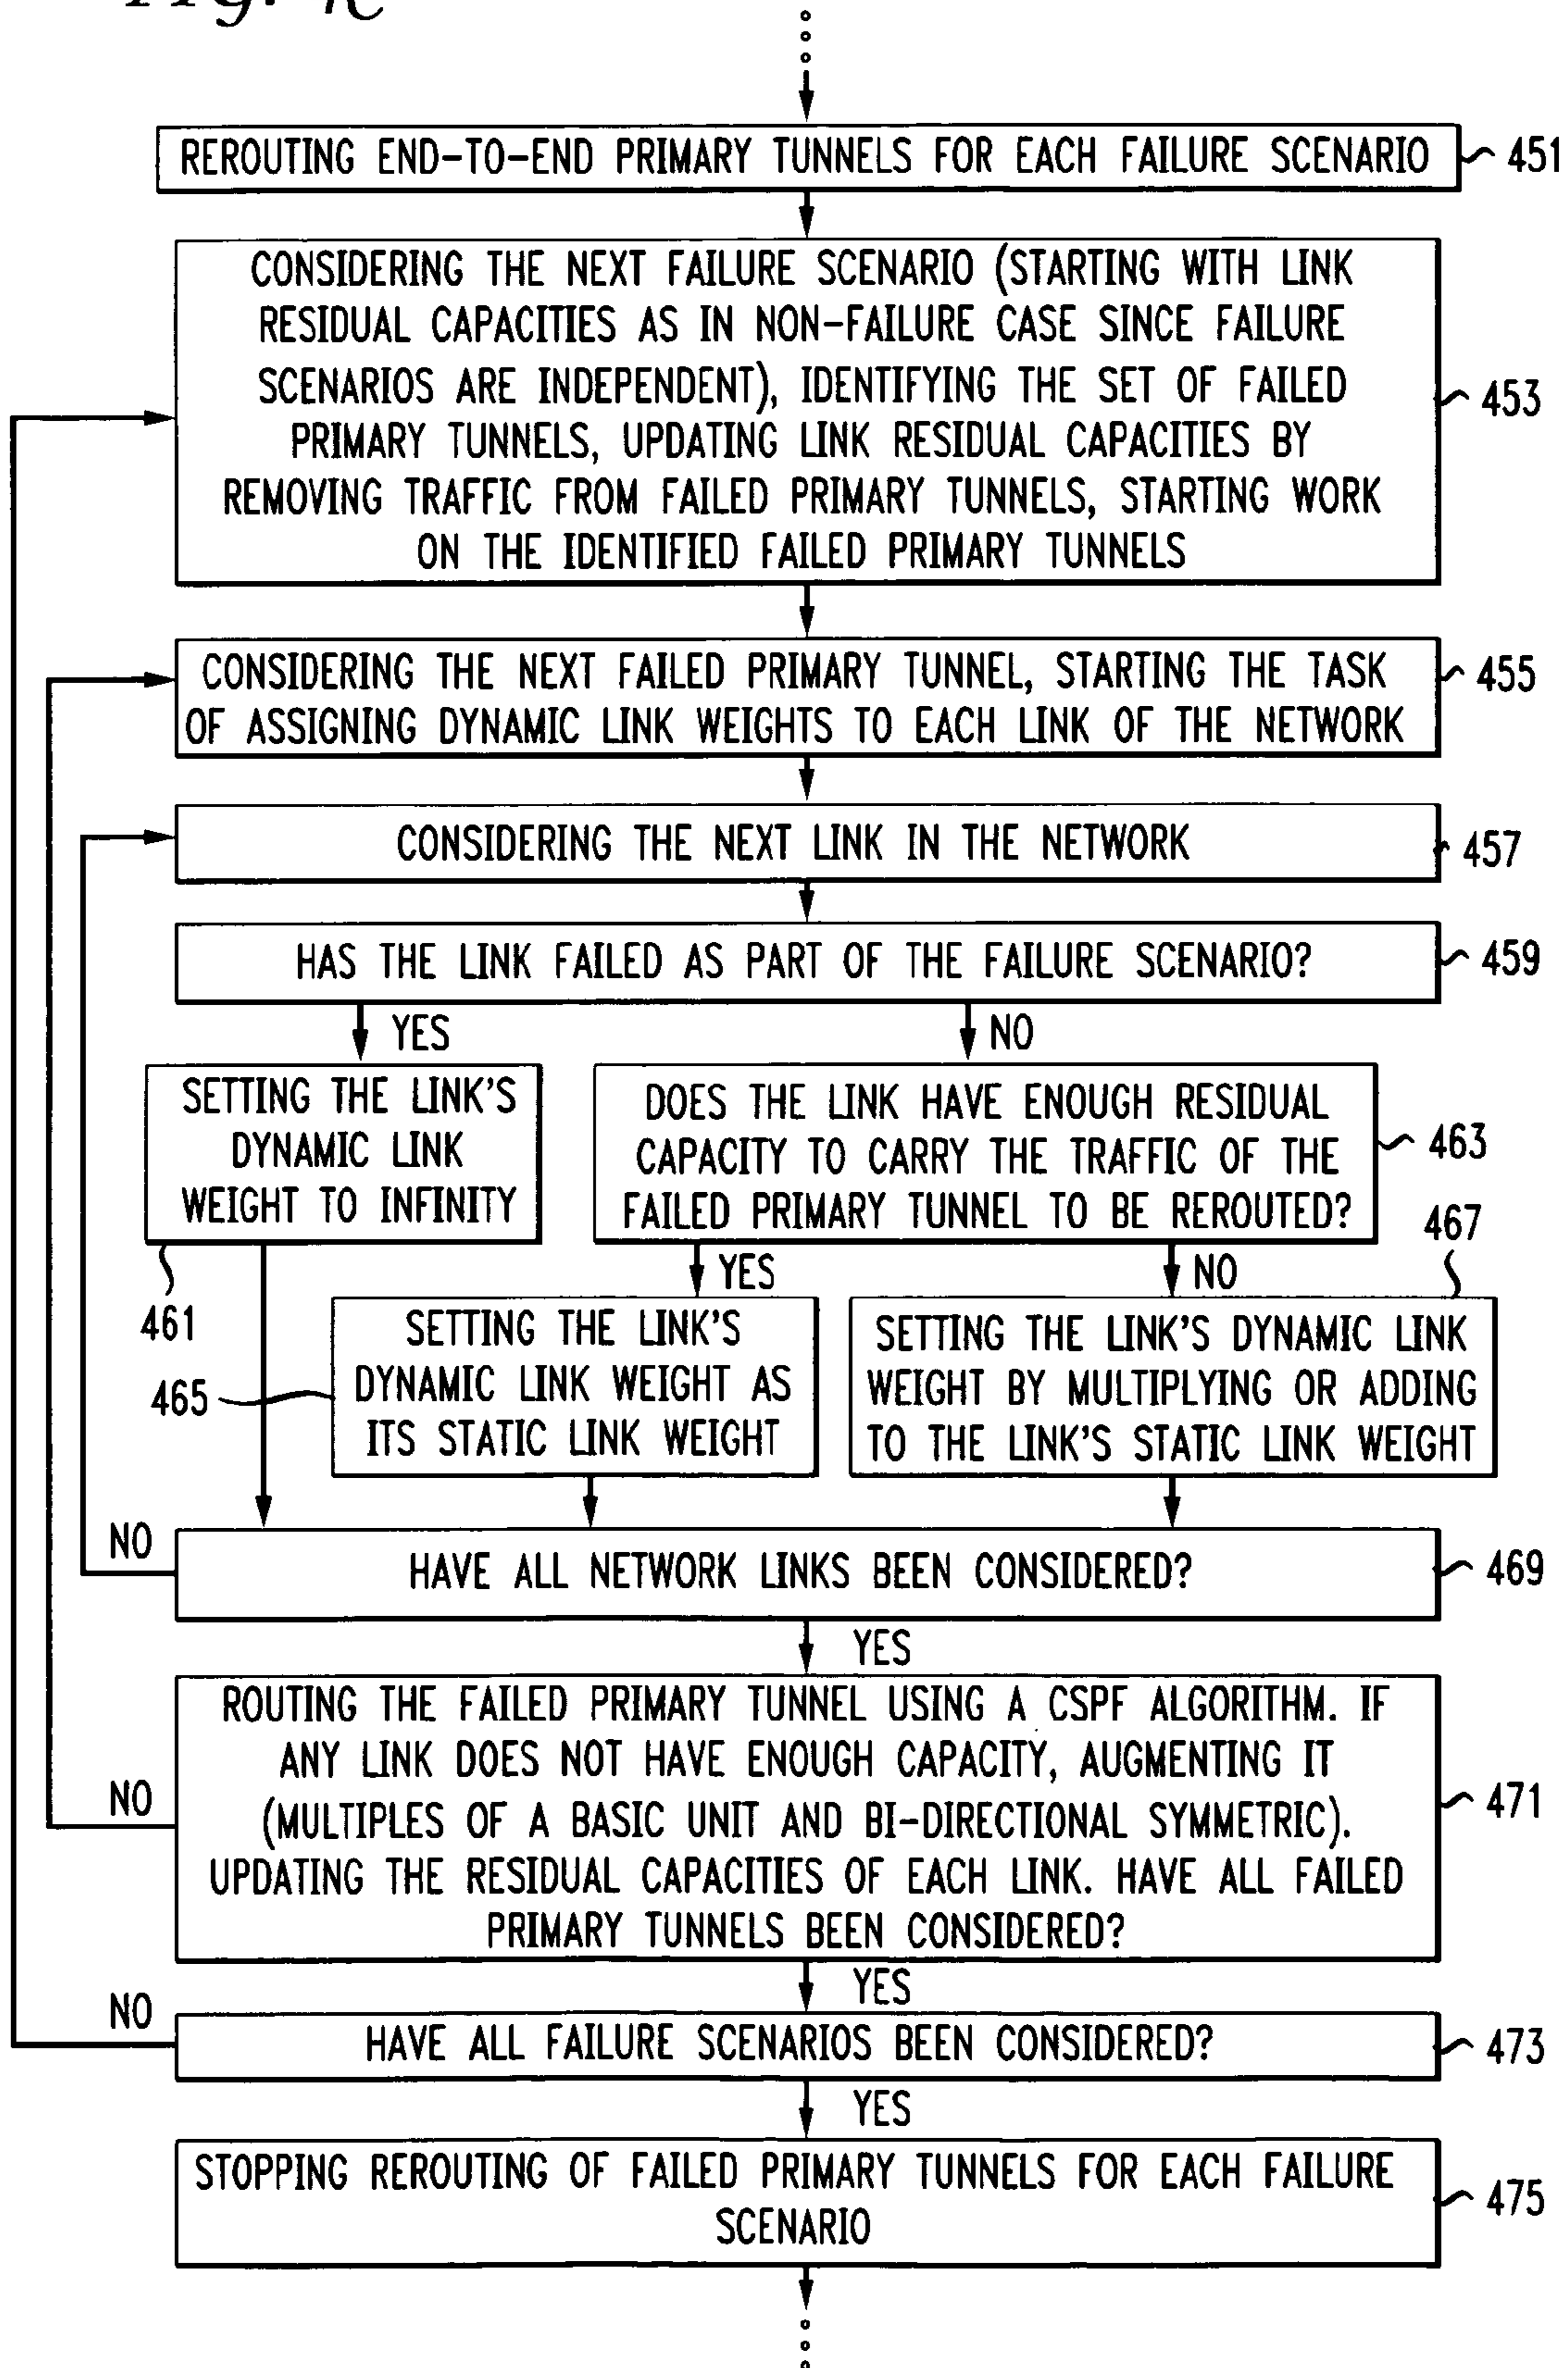 REROUTING END-TO-END PRIMARY TUNNELS FOR EACH FAILURE SCENARIO 451
CONSIDERING THE NEXT FAILURE SCENARIO (STARTING WITH LINK
RESIDUAL CAPACITIES AS IN NON-FAILURE CASE SINCE FAILURE
SCENARIOS ARE INDEPENDENT), IDENTIFYING THE SET OF FAILED
453
PRIMARY TUNNELS, UPDATING LINK RESIDUAL CAPACITIES BY
REMOVING TRAFFIC FROM FAILED PRIMARY TUNNELS, STARTING WORK
ON THE IDENTIFIED FAILED PRIMARY TUNNELS
CONSIDERING THE NEXT FAILED PRIMARY TUNNEL, STARTING THE TASK
455
OF ASSIGNING DYNAMIC LINK WEIGHTS TO EACH LINK OF THE NETWORK
CONSIDERING THE NEXT LINK IN THE NETWORK 457
HAS THE LINK FAILED AS PART OF THE FAILURE SCENARIO? 459
YES
NO
SETTING THE LINK'S
DYNAMIC LINK
WEIGHT TO INFINITY
461
DOES THE LINK HAVE ENOUGH RESIDUAL
CAPACITY TO CARRY THE TRAFFIC OF THE
FAILED PRIMARY TUNNEL TO BE REROUTED?
463
YES
NO
467
SETTING THE LINK'S
DYNAMIC LINK WEIGHT AS
ITS STATIC LINK WEIGHT
465
SETTING THE LINK'S DYNAMIC LINK
WEIGHT BY MULTIPLYING OR ADDING
TO THE LINK'S STATIC LINK WEIGHT
NO
HAVE ALL NETWORK LINKS BEEN CONSIDERED? 469
YES
ROUTING THE FAILED PRIMARY TUNNEL USING A CSPF ALGORITHM. IF
ANY LINK DOES NOT HAVE ENOUGH CAPACITY, AUGMENTING IT
NO
471
(MULTIPLES OF A BASIC UNIT AND BI-DIRECTIONAL SYMMETRIC).
UPDATING THE RESIDUAL CAPACITIES OF EACH LINK. HAVE ALL FAILED
PRIMARY TUNNELS BEEN CONSIDERED?
YES
NO
HAVE ALL FAILURE SCENARIOS BEEN CONSIDERED? 473
YES
STOPPING REROUTING OF FAILED PRIMARY TUNNELS FOR EACH FAILURE
SCENARIO
475